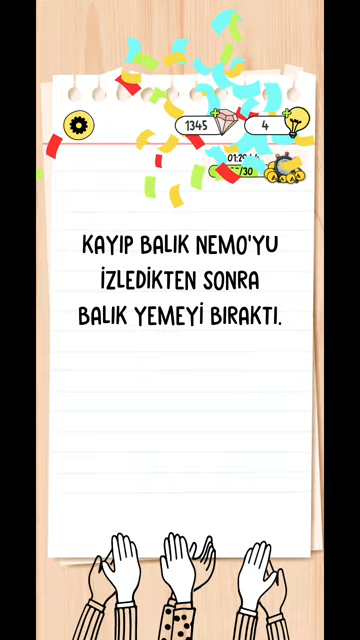 1345
4
KAYIP BALIK NEMO'YU
İZLEDİKTEN SONRA
BALIK YEMEYİ BIRAKTI.